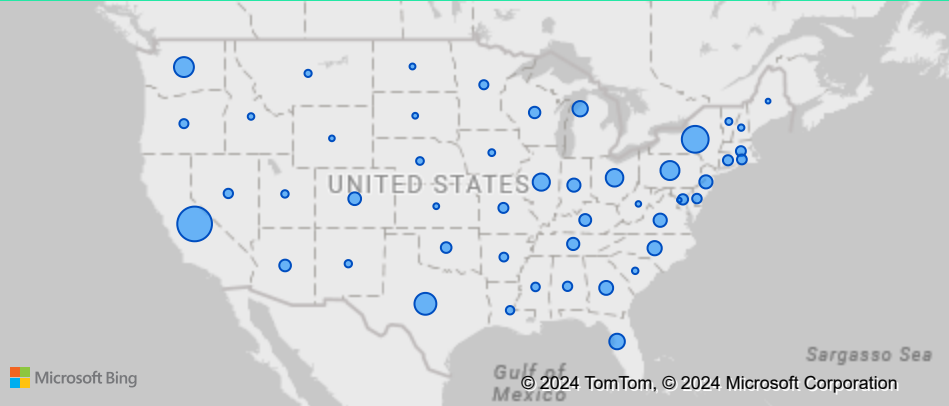 UNITED STATES
Sargasso Sea
Gulf of
Mexico
Microsoft Bing
© 2024 TomTom, © 2024 Microsoft Corporation